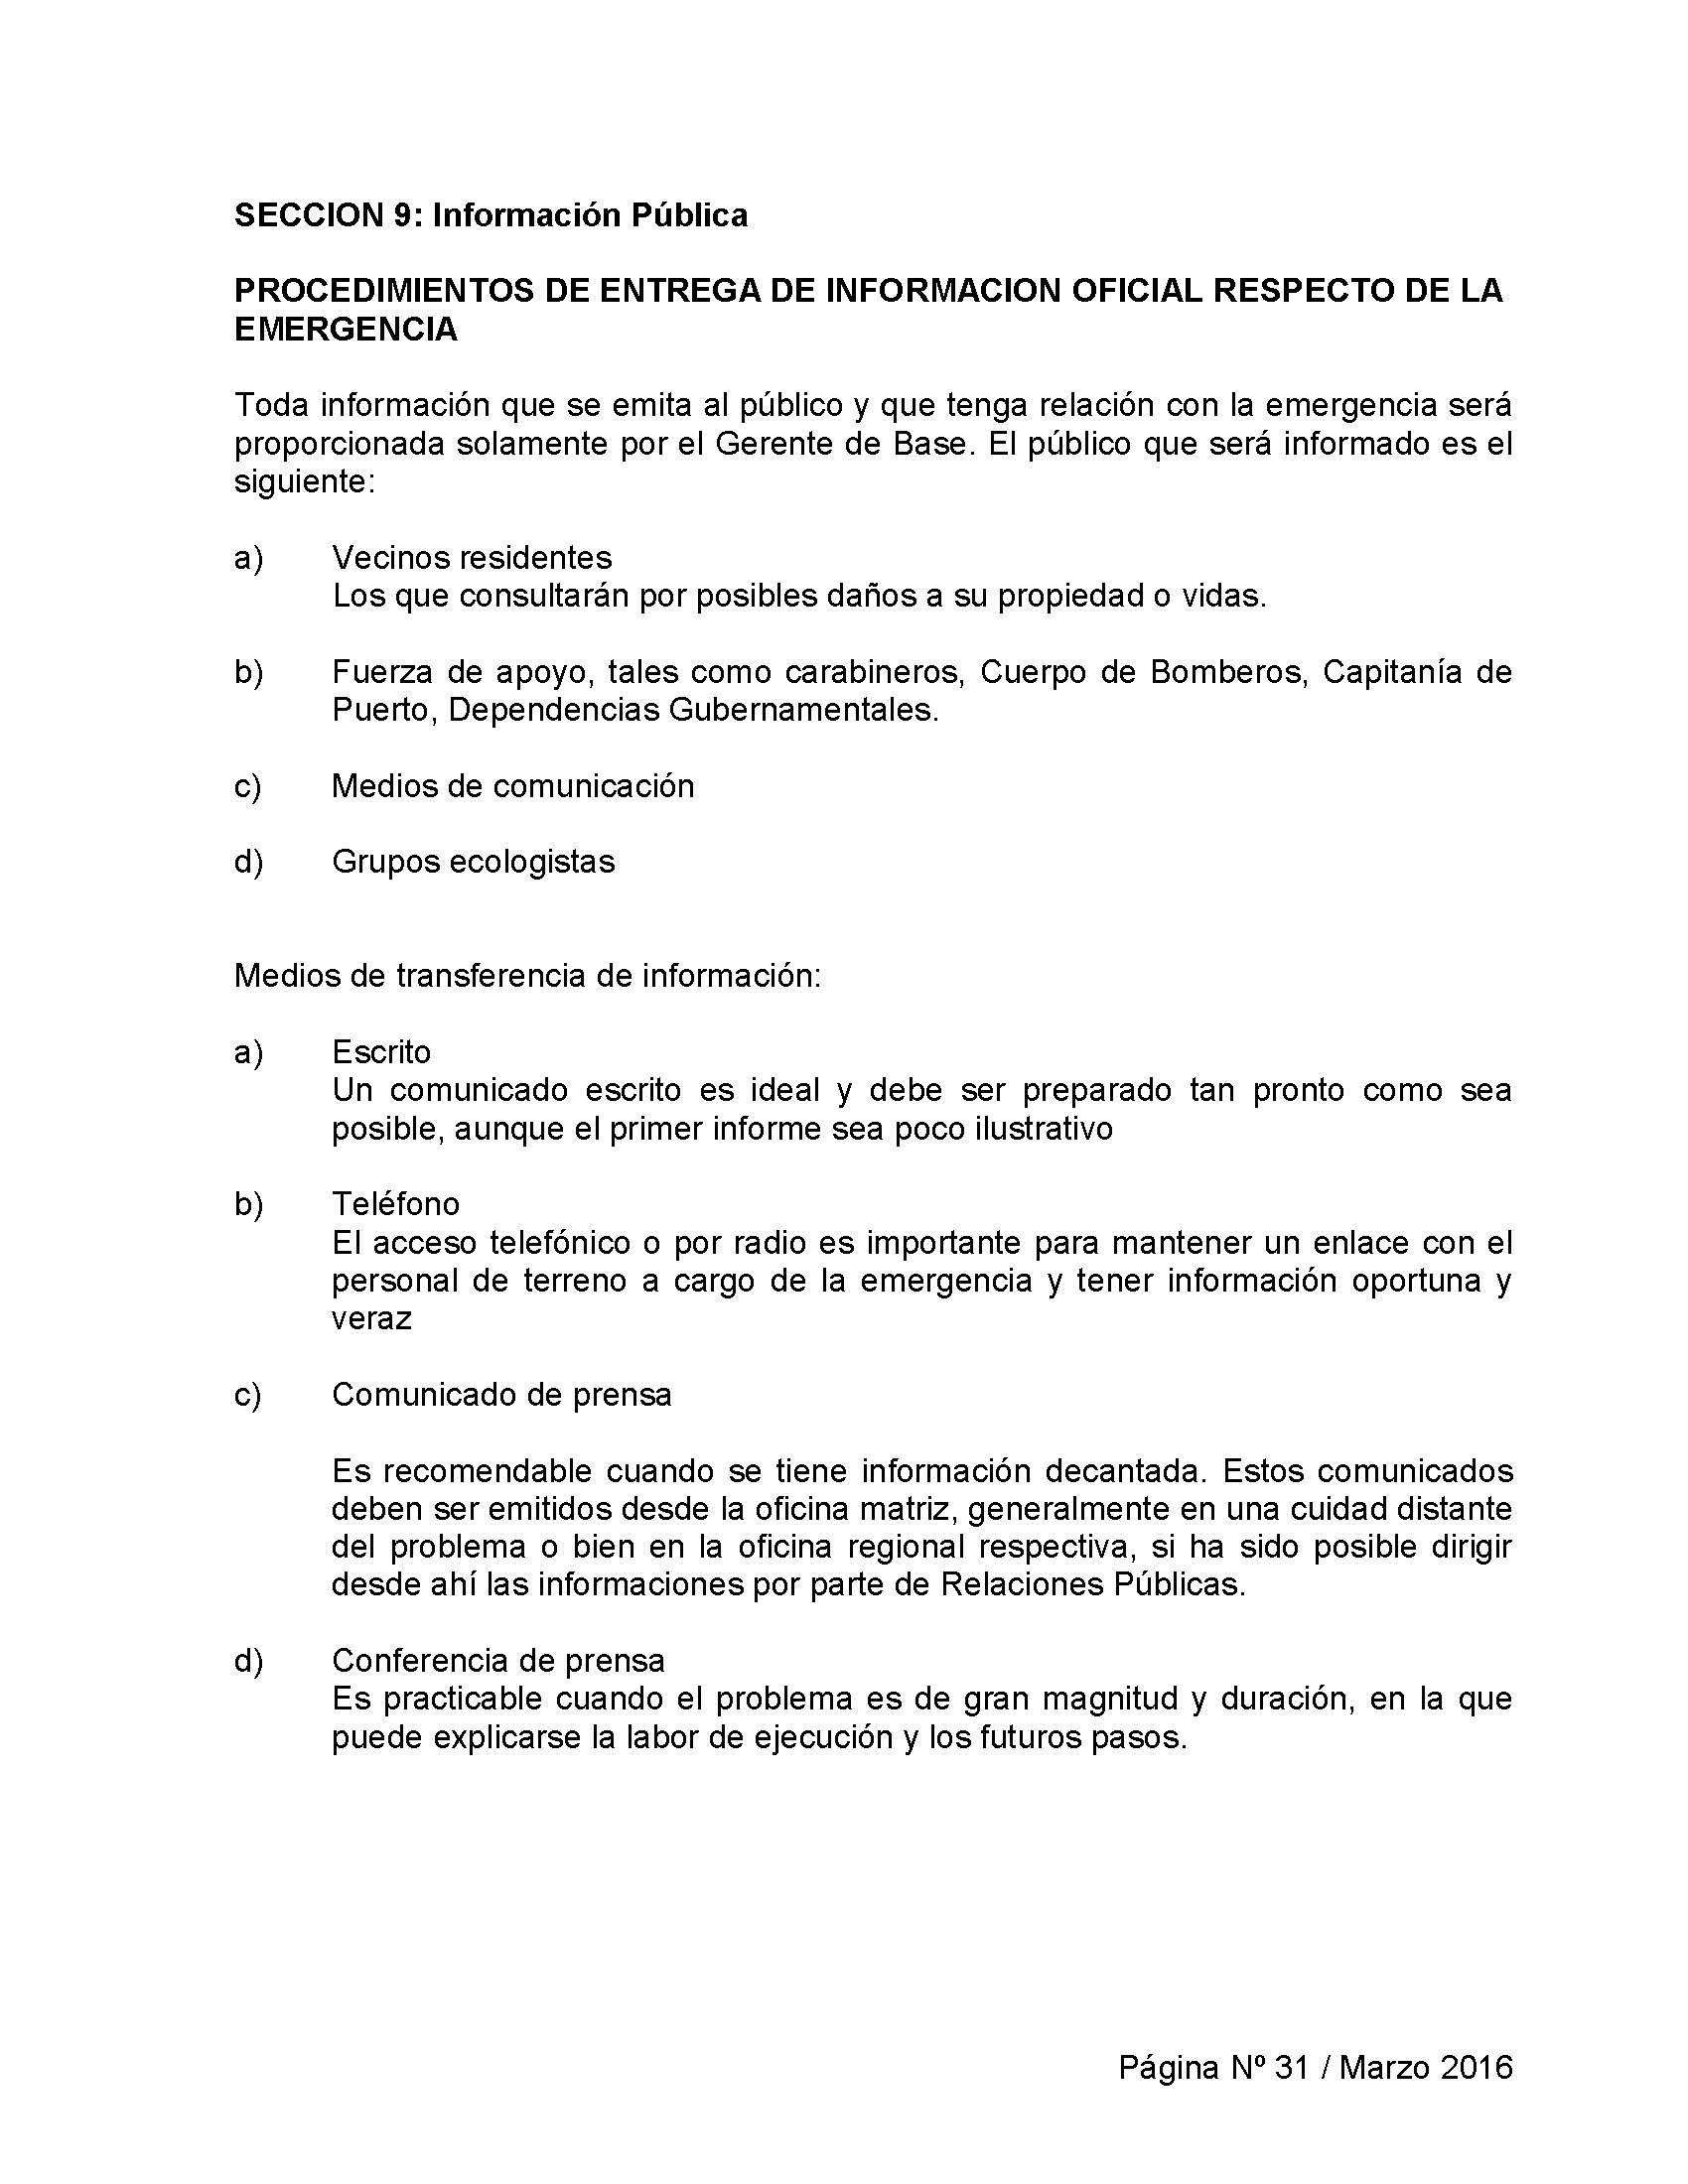 SECCION 9: Información Pública
PROCEDIMIENTOS DE ENTREGA DE INFORMACION OFICIAL RESPECTO DE LA
EMERGENCIA
Toda información que se emita al público y que tenga relación con la emergencia será
proporcionada solamente por el Gerente de Base. El público que será informado es el
siguiente:
a) Vecinos residentes
Los que consultarán por posibles daños a su propiedad o vidas.
b) Fuerza de apoyo, tales como carabineros, Cuerpo de Bomberos, Capitanía de
Puerto, Dependencias Gubernamentales.
c) Medios de comunicación
d) Grupos ecologistas
Medios de transferencia de información:
a) Escrito
Un comunicado escrito es ideal y debe ser preparado tan pronto como sea
posible, aunque el primer informe sea poco ilustrativo
b) Teléfono
El acceso telefónico o por radio es importante para mantener un enlace con el
personal de terreno a cargo de la emergencia y tener información oportuna y
veraz
c) Comunicado de prensa
Es recomendable cuando se tiene información decantada. Estos comunicados
deben ser emitidos desde la oficina matriz, generalmente en una cuidad distante
del problema o bien en la oficina regional respectiva, si ha sido posible dirigir
desde ahí las informaciones por parte de Relaciones Públicas.
d) Conferencia de prensa
Es practicable cuando el problema es de gran magnitud y duración, en la que
puede explicarse la labor de ejecución y los futuros pasos.
Página Nº 31 / Marzo 2016